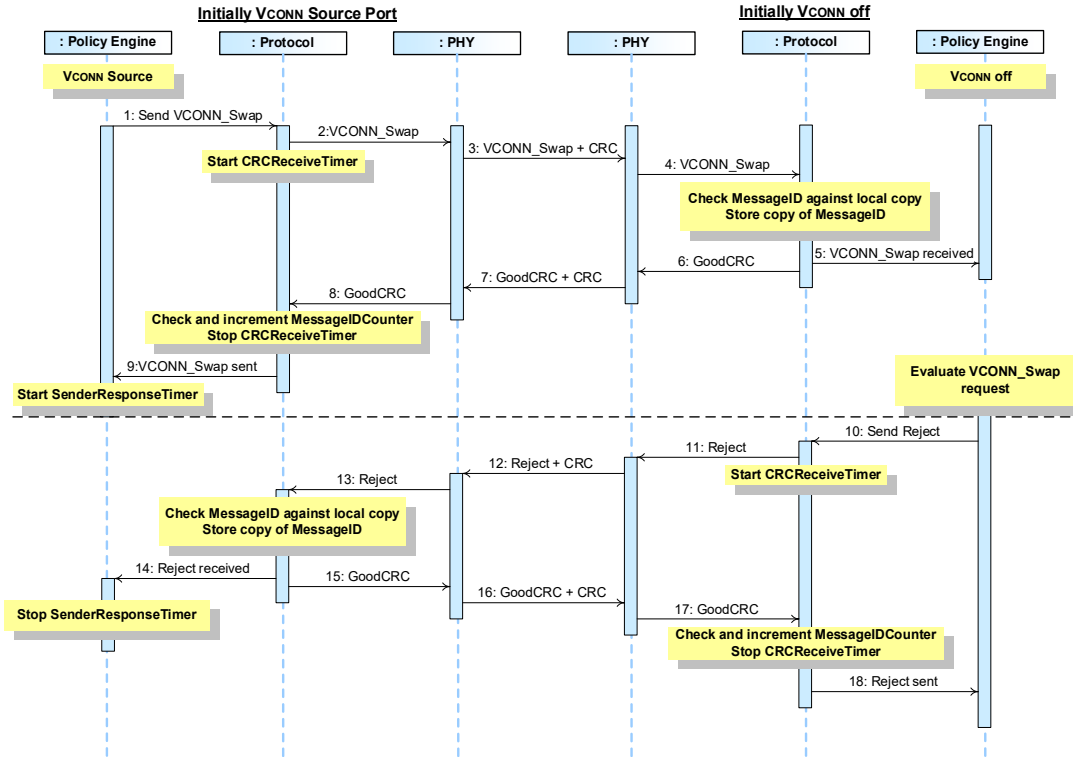 Initially VCONN Source Port
Initially VCONN off
: Policy Engine
: Protocol
: PHY
: PHY
: Protocol
: Policy Engine
VCONN Source
VCONN off
1: Send VCONN_Swap
2:VCONN_Swap
Start CRCReceiveTimer
3: VCONN_Swap + CRC
4: VCONN_Swap
Check MessageID against local copy
Store copy of MessageID
5: VCONN_Swap received
6: GoodCRC
7: GoodCRC + CRC
8: GoodCRC
Check and increment MessageIDCounter
Stop CRCReceiveTimer
9:VCONN_Swap sent
Start SenderResponseTimer
Evaluate VCONN_Swap
request
10: Send Reject
11: Reject
Start CRCReceiveTimer
12: Reject + CRC
13: Reject
Check MessageID against local copy
Store copy of MessageID
14: Reject received
15: GoodCRC
Stop SenderResponseTimer
16: GoodCRC + CRC
17: GoodCRC
Check and increment MessageIDCounter
Stop CRCReceiveTimer
18: Reject sent